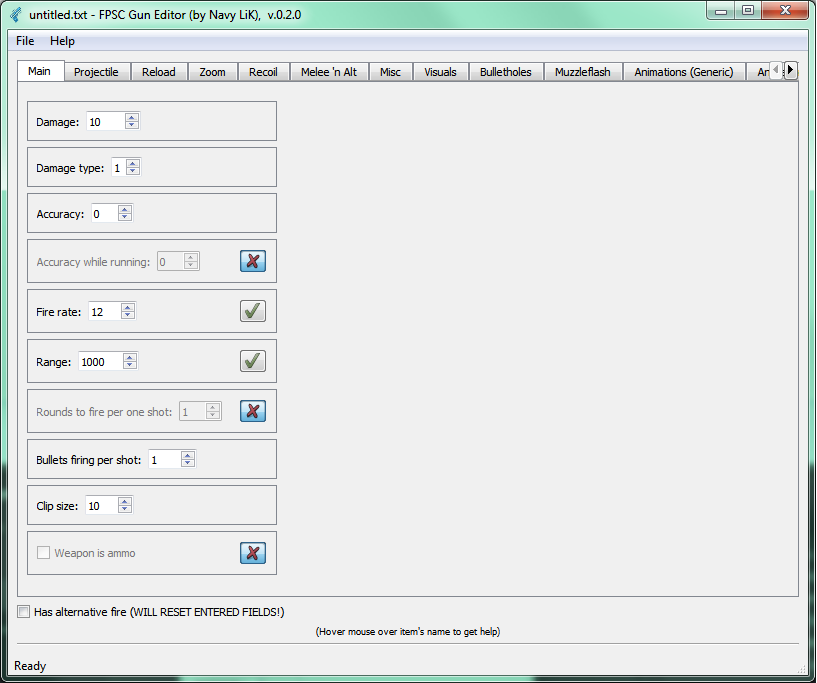 untitled.txt - FPSC Gun Editor (by Navy LiK), v.0.2.0
File Help
Main Projectile Reload Zoom Recoil Melee 'n Alt Misc Visuals Bulletholes Muzzleflash Animations (Generic)
Damage: 10
Damage type: 1
Accuracy: 0
Accuracy while running: 0
Fire rate: 12
Range: 1000
Rounds to fire per one shot: 1
Bullets firing per shot: 1
Clip size: 10
Weapon is ammo
Has alternative fire (WILL RESET ENTERED FIELDS!)
(Hover mouse over item's name to get help)
Ready